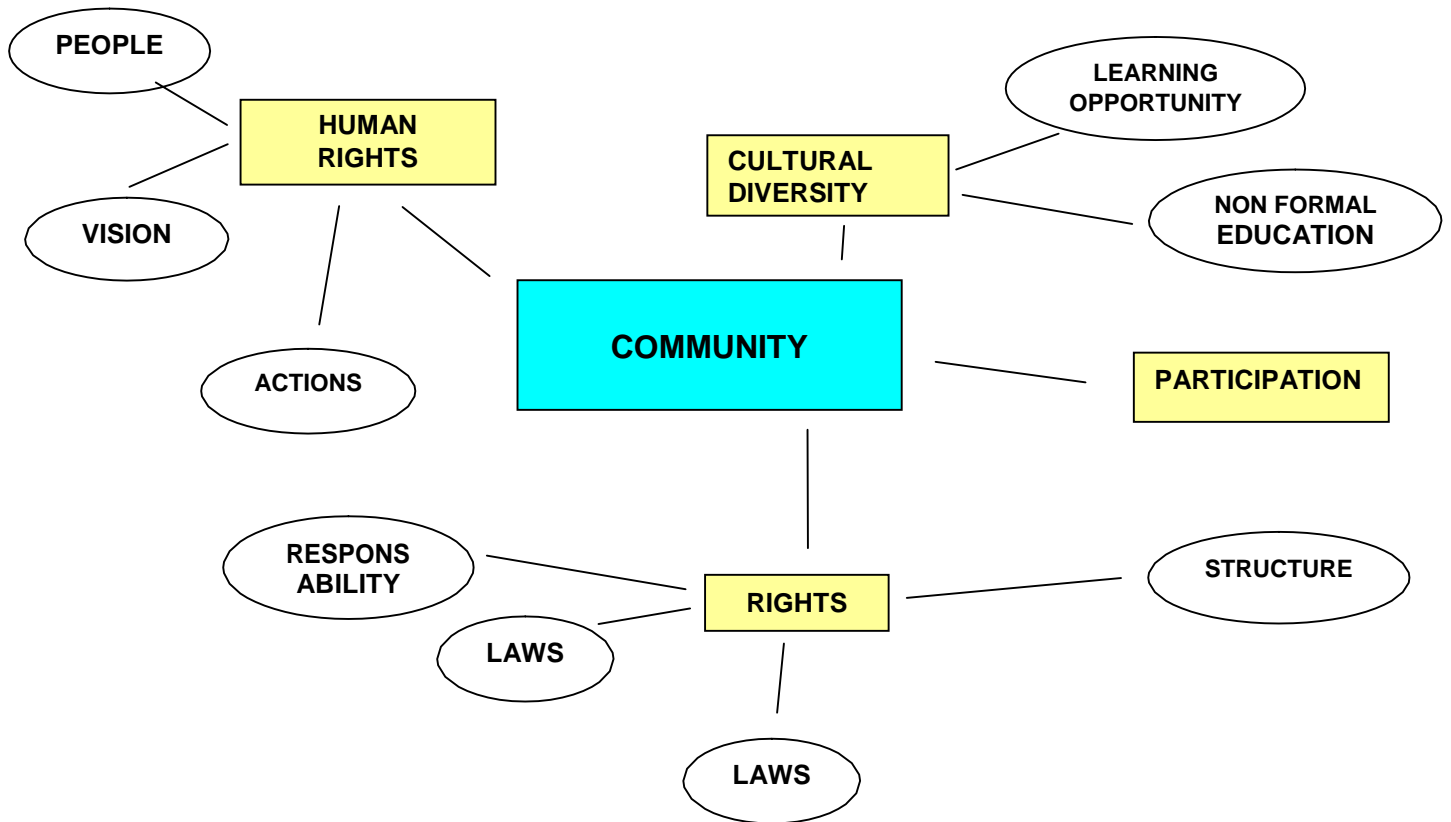 PEOPLE
HUMAN
RIGHTS
VISION
ACTIONS
LEARNING
OPPORTUNITY
CULTURAL
DIVERSITY
NON FORMAL
EDUCATION
COMMUNITY
PARTICIPATION
RESPONS
ABILITY
LAWS
RIGHTS
STRUCTURE
LAWS